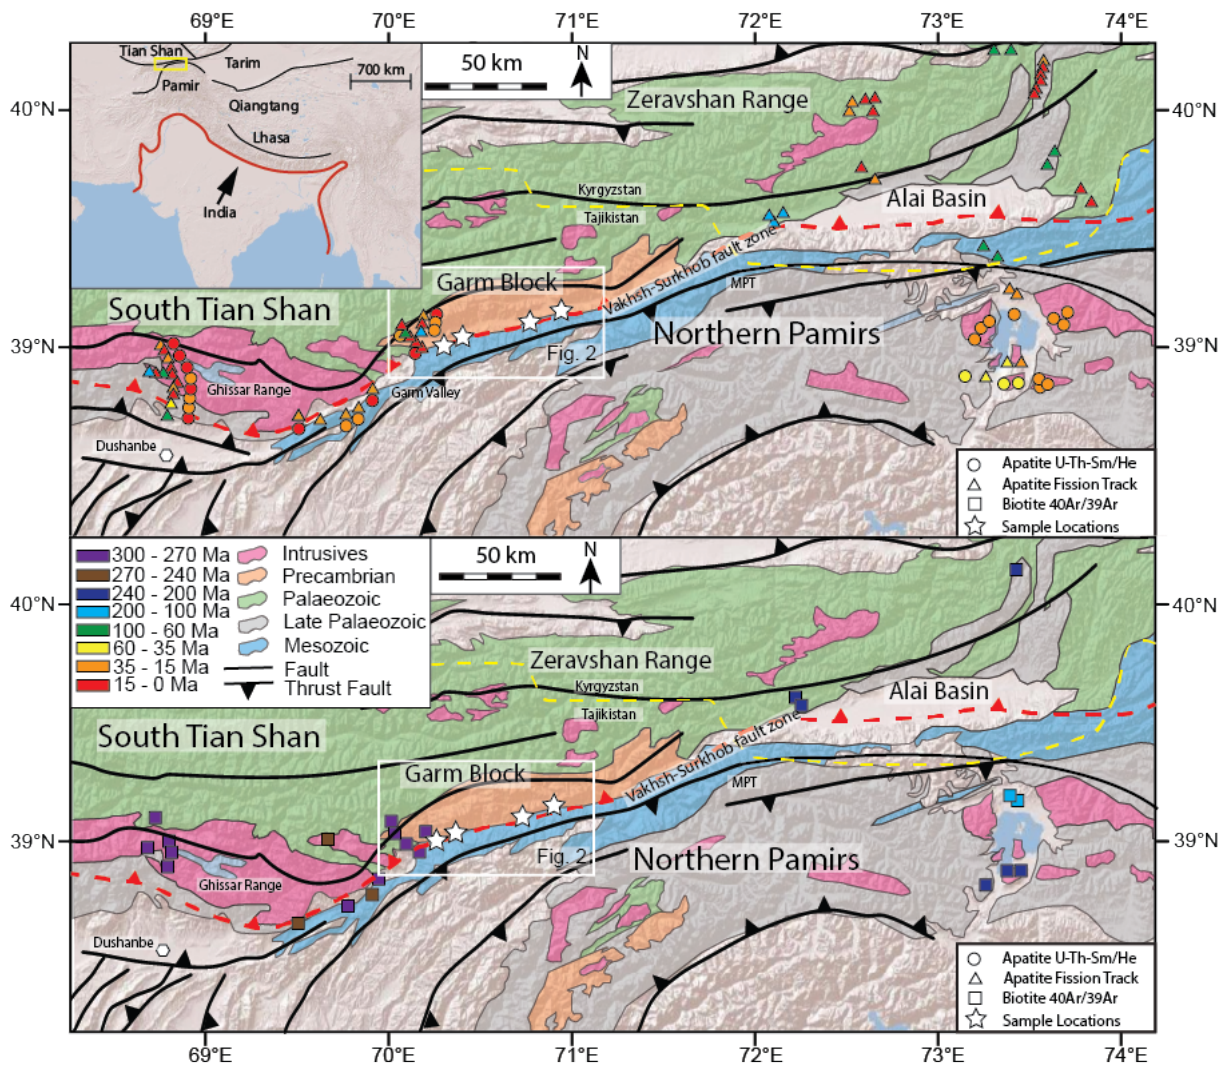 69°E 70°E 71°E 72°E 73°E 74°E
Tian Shan
Tarim
700 km
Pamir
Qiangtang
Lhasa
India
50 km
N
40°N
40°N
Zeravshan Range
Kyrgyzstan
Tajikistan
Alai Basin
Vakhsh-Surkhob fault zone
MPT
Garm Block
South Tian Shan
Northern Pamirs
39°N
39°N
Fig. 2
Ghissar Range
Garm Valley
Dushanbe
Apatite U-Th-Sm/He
Apatite Fission Track
Biotite 40Ar/39Ar
Sample Locations
300 - 270 Ma
270 - 240 Ma
240 - 200 Ma
200 - 100 Ma
100 - 60 Ma
60 - 35 Ma
35 - 15 Ma
15 - 0 Ma
Intrusives
Precambrian
Palaeozoic
Late Palaeozoic
Mesozoic
Fault
Thrust Fault
50 km
N
40°N
40°N
Zeravshan Range
Kyrgyzstan
Tajikistan
Alai Basin
Vakhsh-Surkhob fault zone
MPT
South Tian Shan
Garm Block
39°N
39°N
Fig. 2
Northern Pamirs
Ghissar Range
Dushanbe
Apatite U-Th-Sm/He
Apatite Fission Track
Biotite 40Ar/39Ar
Sample Locations
69°E 70°E 71°E 72°E 73°E 74°E